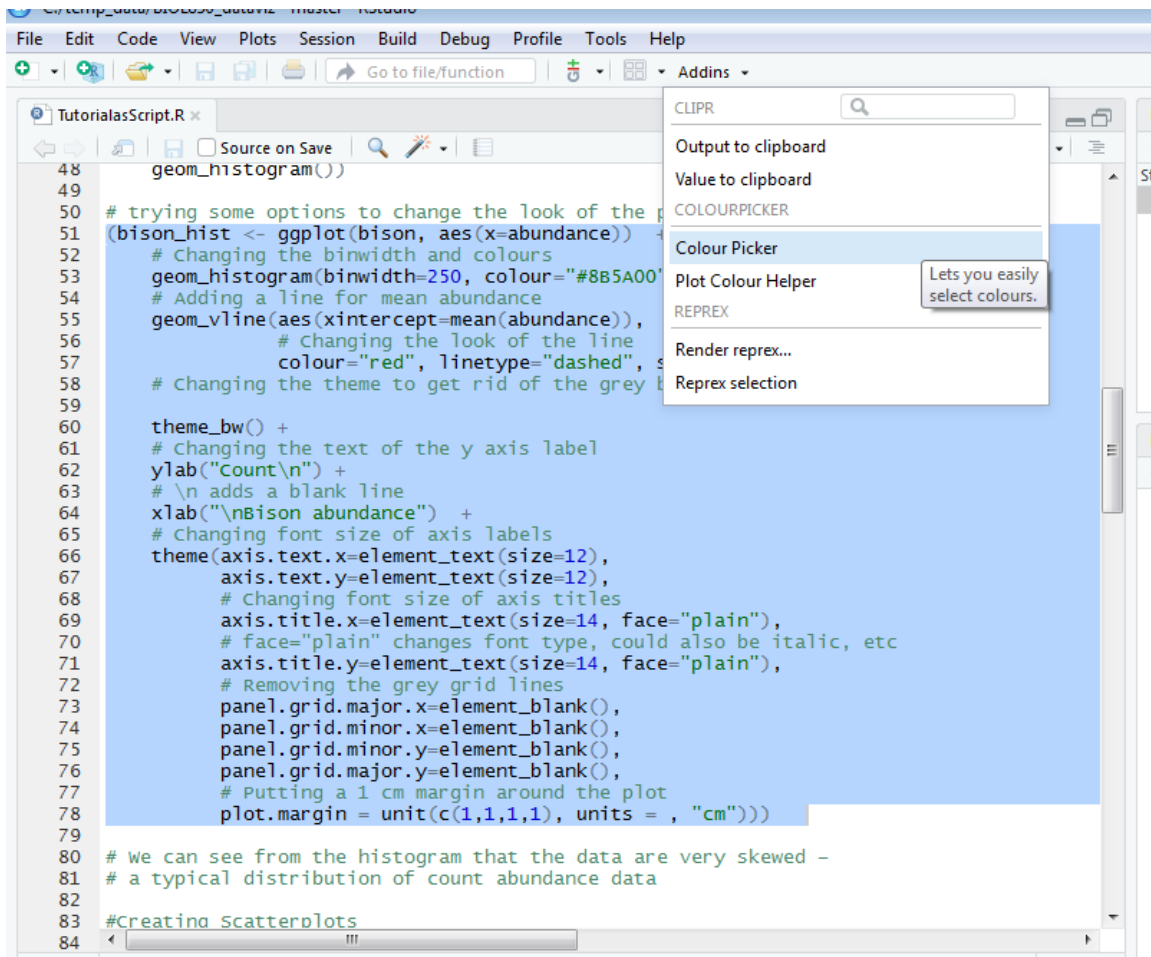 File Edit Code View Plots Session Build Debug Profile Tools Help
Go to file/function Addins
TutorialasScript.R
Source on Save
CLIPR
Output to clipboard
Value to clipboard
COLOURPICKER
Colour Picker
Plot Colour Helper
Lets you easily
select colours.
REPREX
Render reprex...
Reprex selection
48 geom_histogram())
49
50 # trying some options to change the look of the
51 (bison_hist <- ggplot(bison, aes(x=abundance)) +
52 # Changing the binwidth and colours
53 geom_histogram(binwidth=250, colour="#8B5A00"
54 # Adding a line for mean abundance
55 geom_vline(aes(xintercept=mean(abundance)),
56 # Changing the look of the line
57 colour="red", linetype="dashed",
58 # Changing the theme to get rid of the grey
59
60 theme_bw() +
61 # Changing the text of the y axis label
62 ylab("Count\n") +
63 # \n adds a blank line
64 xlab("\nBison abundance") +
65 # Changing font size of axis labels
66 theme(axis.text.x=element_text(size=12),
67 axis.text.y=element_text(size=12),
68 # Changing font size of axis titles
69 axis.title.x=element_text(size=14, face="plain"),
70 # face="plain" changes font type, could also be italic, etc
71 axis.title.y=element_text(size=14, face="plain"),
72 # Removing the grey grid lines
73 panel.grid.major.x=element_blank(),
74 panel.grid.minor.x=element_blank(),
75 panel.grid.minor.y=element_blank(),
76 panel.grid.major.y=element_blank(),
77 # Putting a 1 cm margin around the plot
78 plot.margin = unit(c(1,1,1,1), units = , "cm")))
79
80 # We can see from the histogram that the data are very skewed –
81 # a typical distribution of count abundance data
82
83 #Creating Scatterplots
84